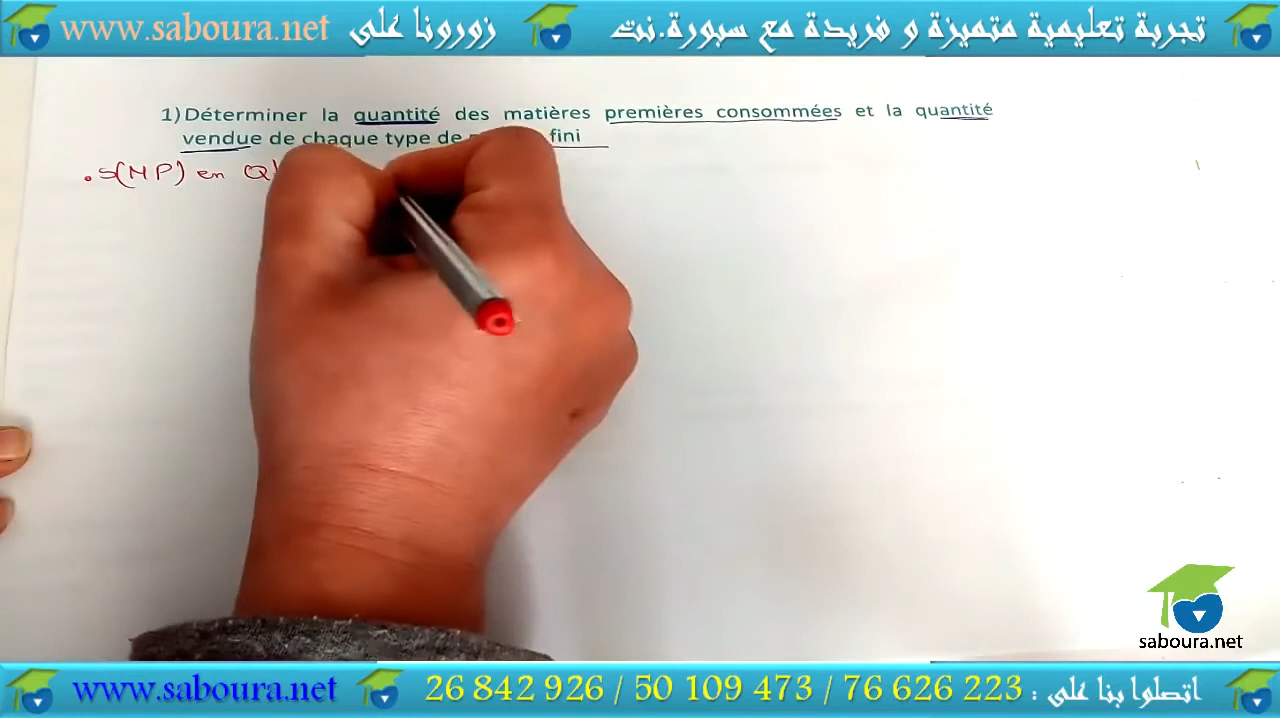 www.saboura.net زورونا على تجربة تعليمية متميزة و فريدة مع سبورة.نت
1) Déterminer la quantité des matières premières consommées et la quantité
vendue de chaque type de fini
. S(MP) en
saboura.net
www.saboura.net 26 842 926 / 50 109 473 / 76 626 223 : اتصلوا بنا على